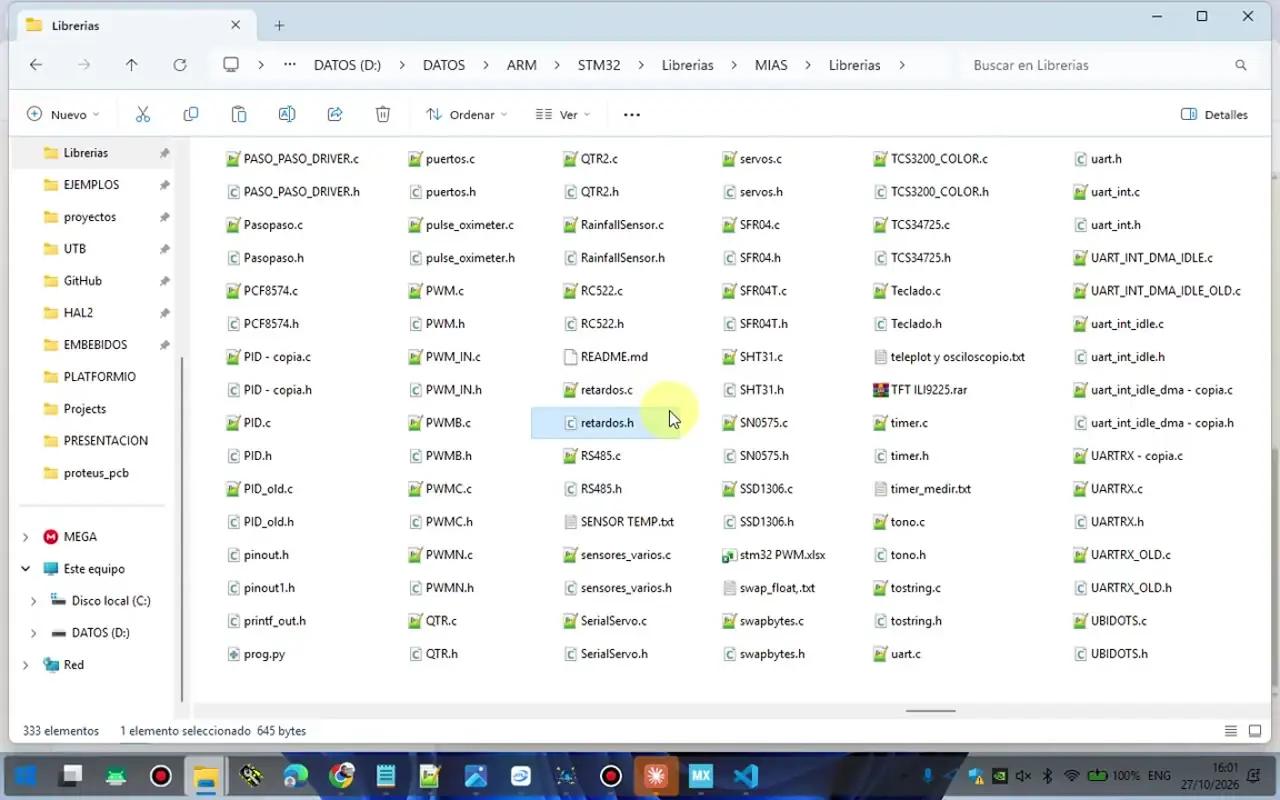 Librerias
DATOS (D:) DATOS ARM STM32 Librerias MIAS Librerias
Buscar en Librerias
Nuevo Ordenar Ver Detalles
Librerias
EJEMPLOS
proyectos
UTB
GitHub
HAL2
EMBEBIDOS
PLATFORMIO
Projects
PRESENTACION
proteus_pcb
MEGA
Este equipo
Disco local (C:)
DATOS (D:)
Red
PASO_PASO_DRIVER.c
PASO_PASO_DRIVER.h
Pasopaso.c
Pasopaso.h
PCF8574.c
PCF8574.h
PID - copia.c
PID - copia.h
PID.c
PID.h
PID_old.c
PID_old.h
pinout.h
pinout1.h
printf_out.h
prog.py
puertos.c
puertos.h
pulse_oximeter.c
pulse_oximeter.h
PWM.c
PWM.h
PWM_IN.c
PWM_IN.h
PWMB.c
PWMB.h
PWMC.c
PWMC.h
PWMN.c
PWMN.h
QTR.c
QTR.h
QTR2.c
QTR2.h
RainfallSensor.c
RainfallSensor.h
RC522.c
RC522.h
README.md
retardos.c
retardos.h
RS485.c
RS485.h
SENSOR TEMP.txt
sensores_varios.c
sensores_varios.h
SerialServo.c
SerialServo.h
servos.c
servos.h
SFR04.c
SFR04.h
SFR04T.c
SFR04T.h
SHT31.c
SHT31.h
SN0575.c
SN0575.h
SSD1306.c
SSD1306.h
stm32 PWM.xlsx
swap_float,.txt
swapbytes.c
swapbytes.h
TCS3200_COLOR.c
TCS3200_COLOR.h
TCS34725.c
TCS34725.h
Teclado.c
Teclado.h
teleplot y osciloscopio.txt
TFT ILI9225.rar
timer.c
timer.h
timer_medir.txt
tono.c
tono.h
tostring.c
tostring.h
uart.c
uart.h
uart_int.c
uart_int.h
UART_INT_DMA_IDLE.c
UART_INT_DMA_IDLE_OLD.c
uart_int_idle.c
uart_int_idle.h
uart_int_idle_dma - copia.c
uart_int_idle_dma - copia.h
UARTRX - copia.c
UARTRX.c
UARTRX.h
UARTRX_OLD.c
UARTRX_OLD.h
UBIDOTS.c
UBIDOTS.h
333 elementos 1 elemento seleccionado 645 bytes
MX
100% ENG
16:01
27/10/2026